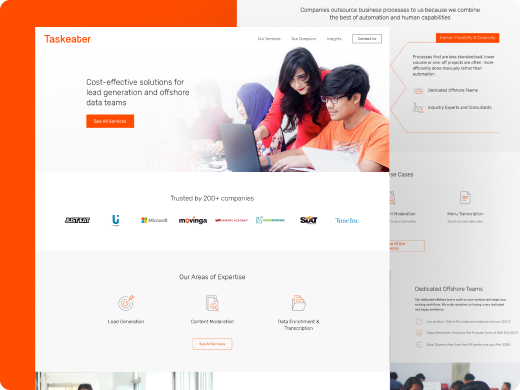 Companies outsource business processes to us because we combine
the best of automation and human capabilities
Taskeater
Our Services
Our Company
Insights
Contact Us
Cost-effective solutions for
lead generation and offshore
data teams
See All Services
Human Flexibility & Creativity
Processes that are less standardised, lower
volume or one-off projects are often, more
efficiently done manually rather than
automation.
Dedicated Offshore Teams
Industry Experts and Consultants
Trusted by 200+ companies
JUST EAT
Microsoft
movinga
SIXT
Time Inc.
Our Areas of Expertise
Lead Generation
Content Moderation
Data Enrichment &
Transcription
See All Services
Use Cases
Moderation
Menu Transcription
Dedicated Offshore Teams